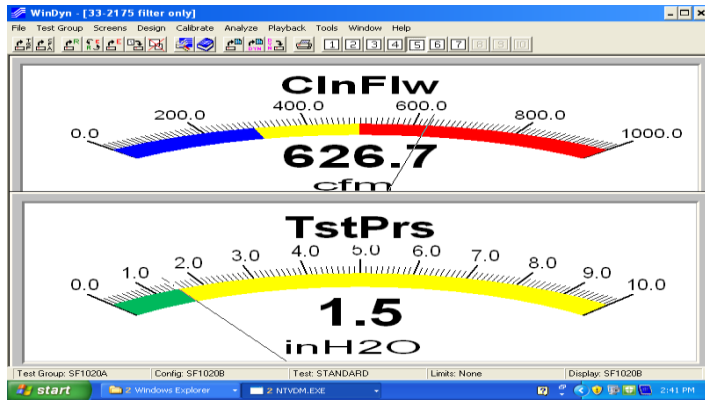 WinDyn - [33-2175 filter only]
File Test Group Screens Design Calibrate Analyze Playback Tools Window Help
1 2 3 4 5 6 7 8 9 10
ClnFlw
0.0 200.0 400.0 600.0 800.0 1000.0
626.7
cfm
TstPrs
0.0 1.0 2.0 3.0 4.0 5.0 6.0 7.0 8.0 9.0 10.0
1.5
inH2O
Test Group: SF1020A Config: SF1020B Test: STANDARD Limits: None Display: SF1020B
start 2 Windows Explorer 2 NTVDM.EXE 2:41 PM